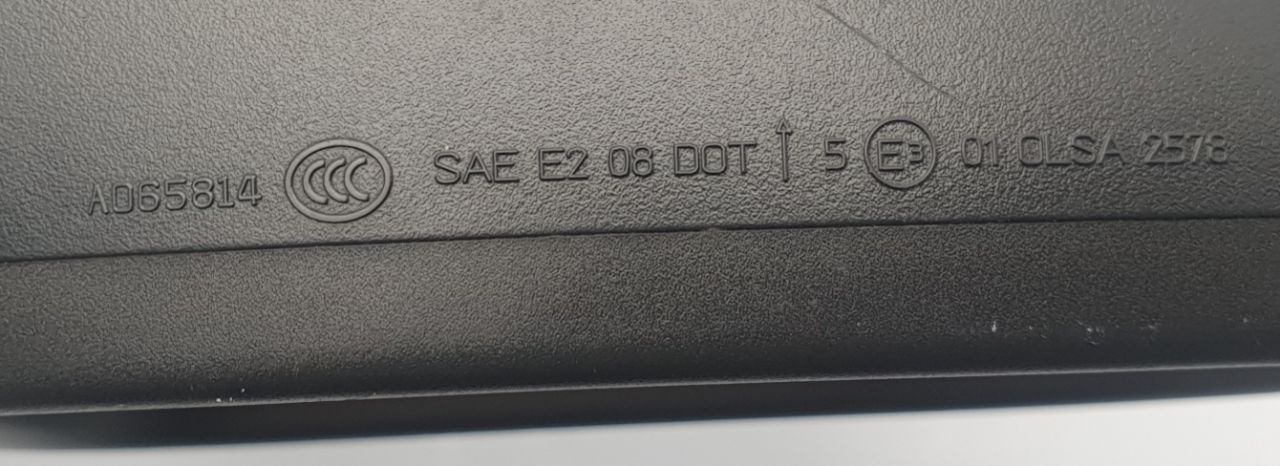 A065814 CCC SAE E2 08 DOT ↑ 5 E3 01 OLSA 2578